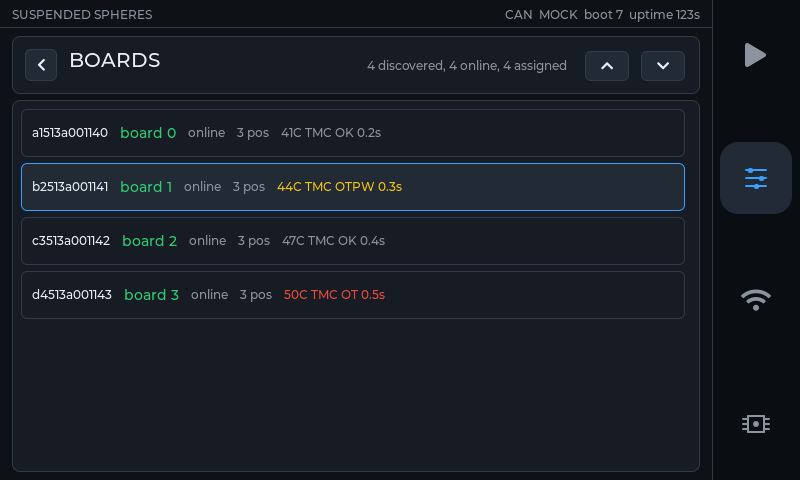 SUSPENDED SPHERES
CAN MOCK boot 7 uptime 123s
BOARDS
4 discovered, 4 online, 4 assigned
a1513a001140 board 0 online 3 pos 41C TMC OK 0.2s
b2513a001141 board 1 online 3 pos 44C TMC OTPW 0.3s
c3513a001142 board 2 online 3 pos 47C TMC OK 0.4s
d4513a001143 board 3 online 3 pos 50C TMC OT 0.5s